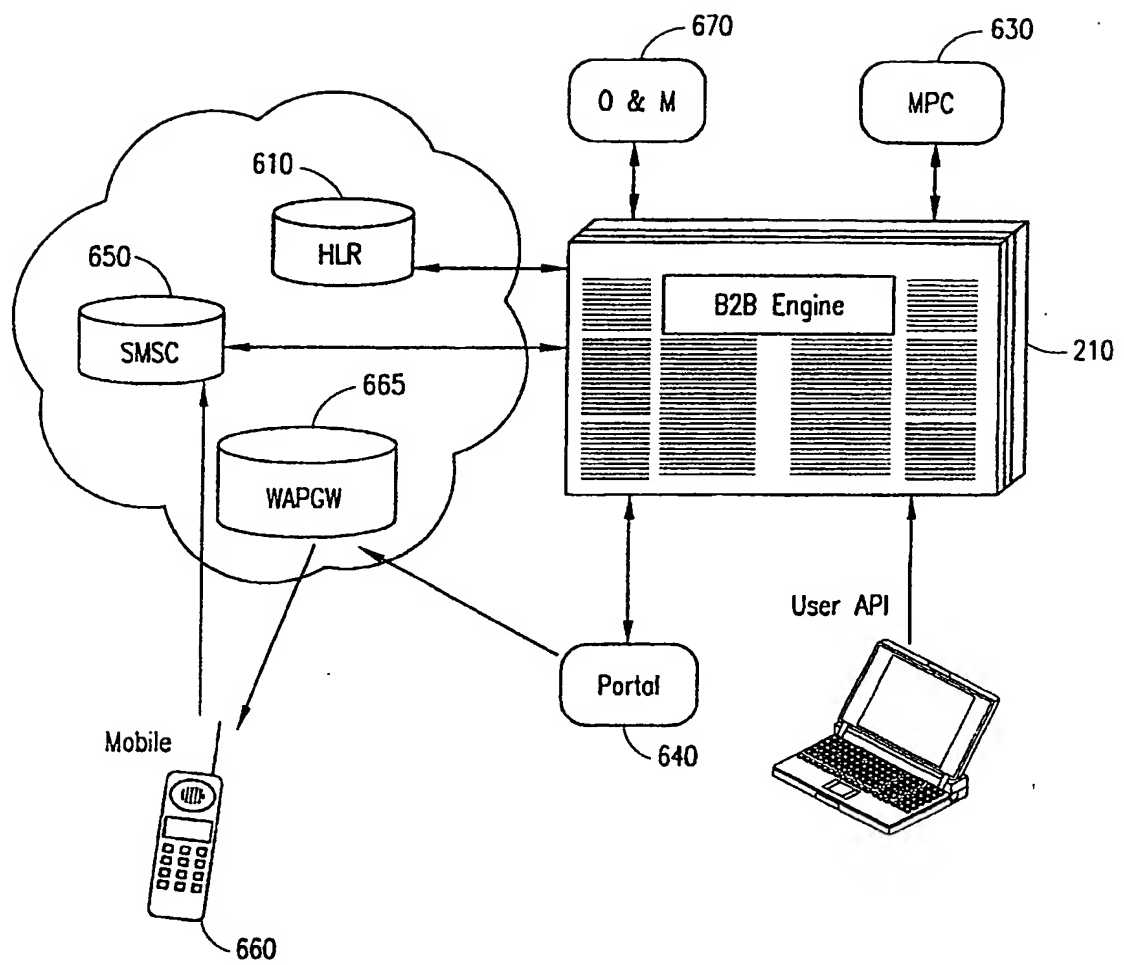 670
630
O & M
MPC
610
HLR
650
SMSC
B2B Engine
210
665
WAPGW
User API
Portal
640
Mobile
660